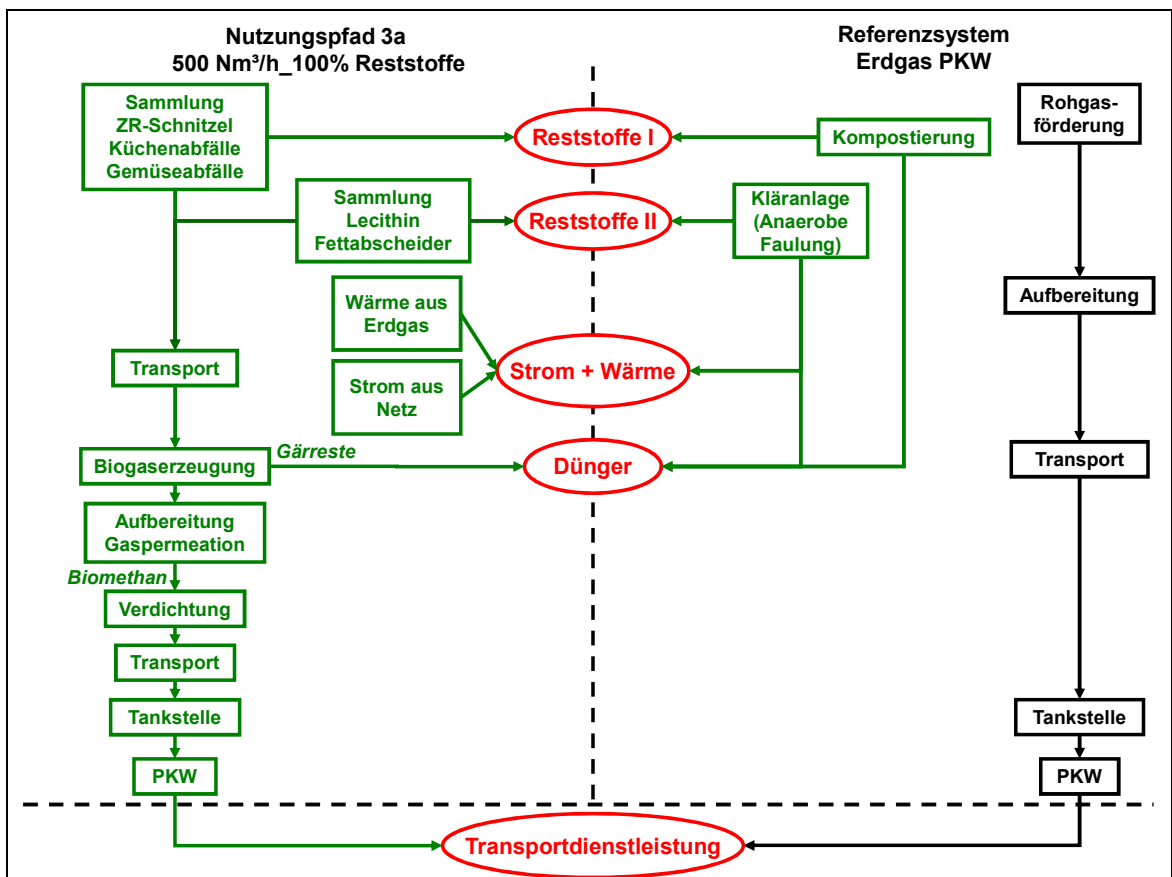 Nutzungspfad 3a
500 Nm³/h_100% Reststoffe
Referenzsystem
Erdgas PKW
Sammlung
ZR-Schnitzel
Küchenabfälle
Gemüseabfälle
Reststoffe I
Kompostierung
Rohgas-
förderung
Sammlung
Lecithin
Fettabscheider
Reststoffe II
Kläranlage
(Anaerobe
Faulung)
Aufbereitung
Wärme aus
Erdgas
Transport
Strom + Wärme
Strom aus
Netz
Biogaserzeugung
Gärreste
Dünger
Transport
Aufbereitung
Gaspermeation
Biomethan
Verdichtung
Transport
Tankstelle
Tankstelle
PKW
PKW
Transportdienstleistung